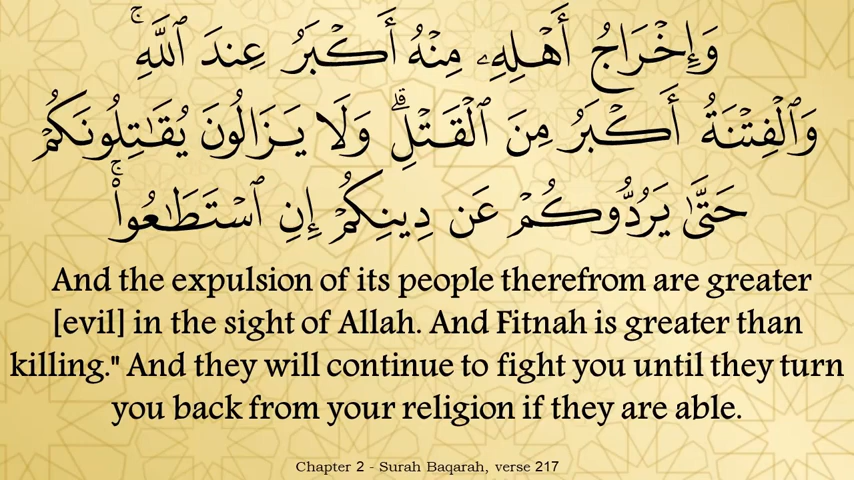 وَإِخْرَاجُ أَهْلِهِۦ مِنْهُ أَكْبَرُ عِندَ ٱللَّهِۚ
وَٱلْفِتْنَةُ أَكْبَرُ مِنَ ٱلْقَتْلِۗ وَلَا يَزَالُونَ يُقَٰتِلُونَكُمْ
حَتَّىٰ يَرُدُّوكُمْ عَن دِينِكُمْ إِنِ ٱسْتَطَٰعُوا۟ۚ
And the expulsion of its people therefrom are greater
[evil] in the sight of Allah. And Fitnah is greater than
killing." And they will continue to fight you until they turn
you back from your religion if they are able.
Chapter 2 - Surah Baqarah, verse 217